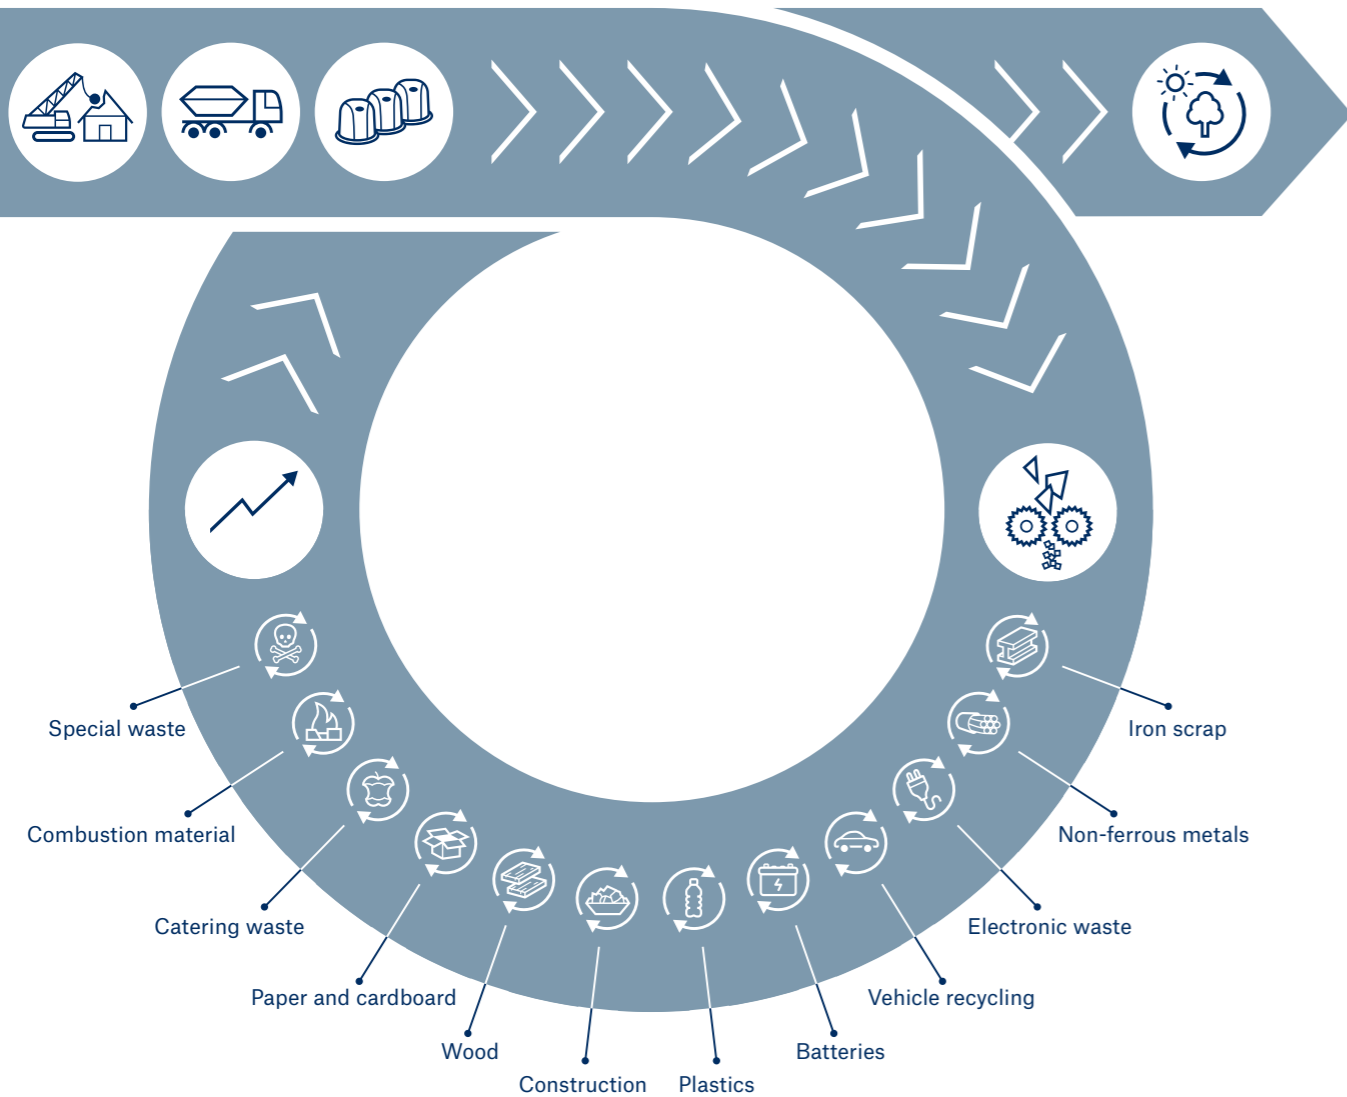 Special waste
Iron scrap
Combustion material
Non-ferrous metals
Catering waste
Electronic waste
Paper and cardboard
Vehicle recycling
Wood
Batteries
Construction
Plastics